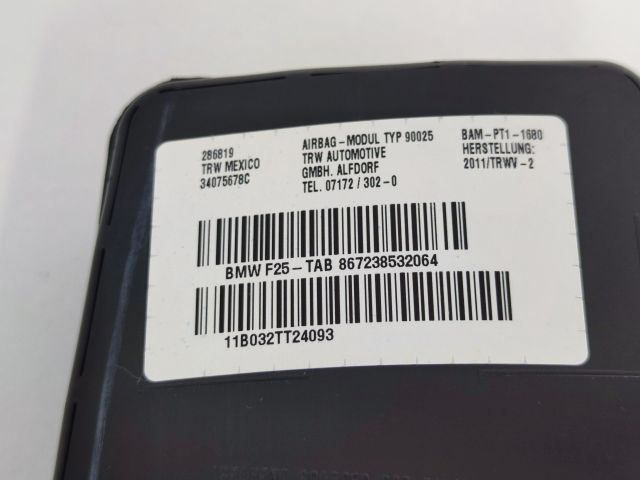 286819
TRW MEXICO
34075678C
AIRBAG-MODUL TYP 90025
TRW AUTOMOTIVE
GMBH. ALFDORF
TEL. 07172 / 302-0
BAM-PT1-1680
HERSTELLUNG:
2011/TRWV-2
BMW F25-TAB 867238532064
11B032TT24093